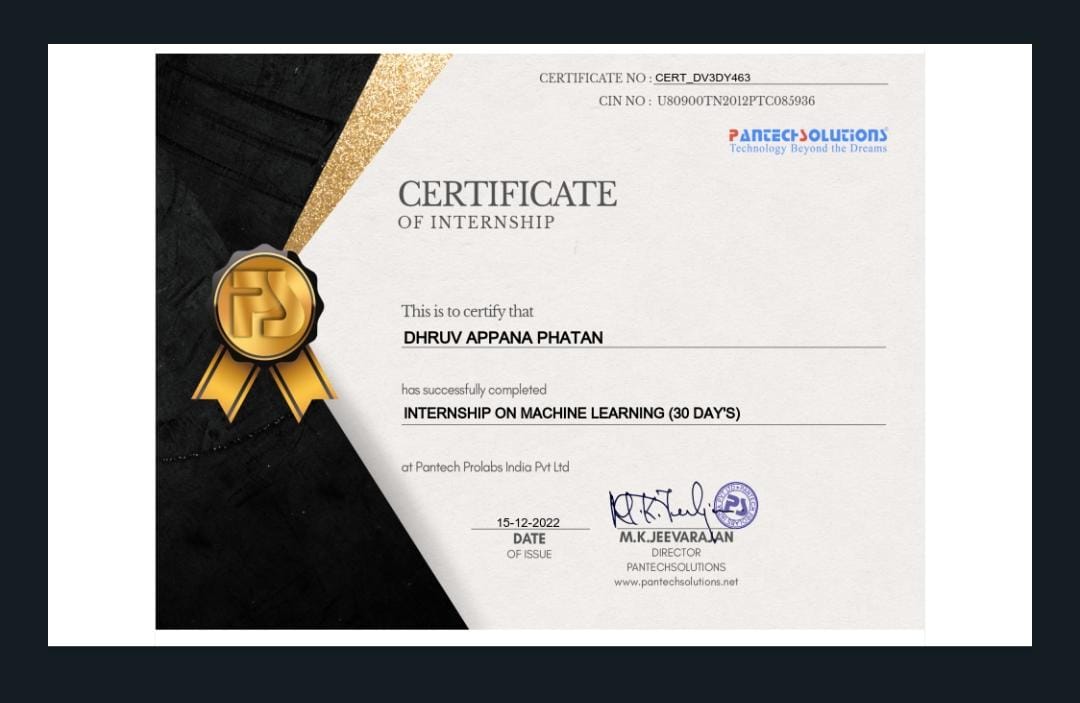 CERTIFICATE NO : CERT_DV3DY463
CIN NO : U80900TN2012PTC085936
PANTECHSOLUTIONS
Technology Beyond the Dreams
CERTIFICATE
OF INTERNSHIP
PS
This is to certify that
DHRUV APPANA PHATAN
has successfully completed
INTERNSHIP ON MACHINE LEARNING (30 DAY'S)
at Pantech Prolabs India Pvt Ltd
M.K.Jeeva
PS
15-12-2022
M.K.JEEVARAJAN
DATE
DIRECTOR
OF ISSUE
PANTECHSOLUTIONS
www.pantechsolutions.net